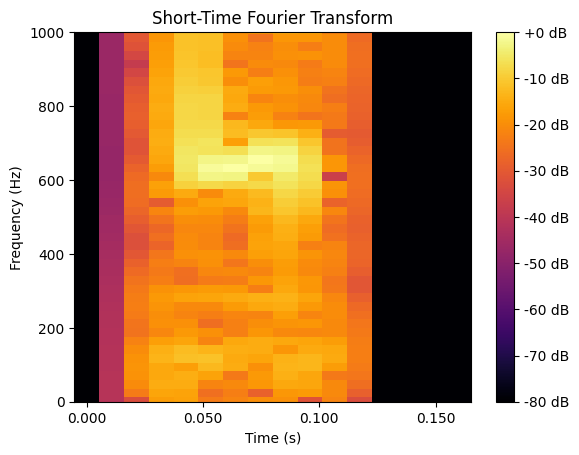 Short-Time Fourier Transform
1000
800
600
400
200
0
Frequency (Hz)
0.000
0.050
0.100
0.150
Time (s)
+0 dB
-10 dB
-20 dB
-30 dB
-40 dB
-50 dB
-60 dB
-70 dB
-80 dB